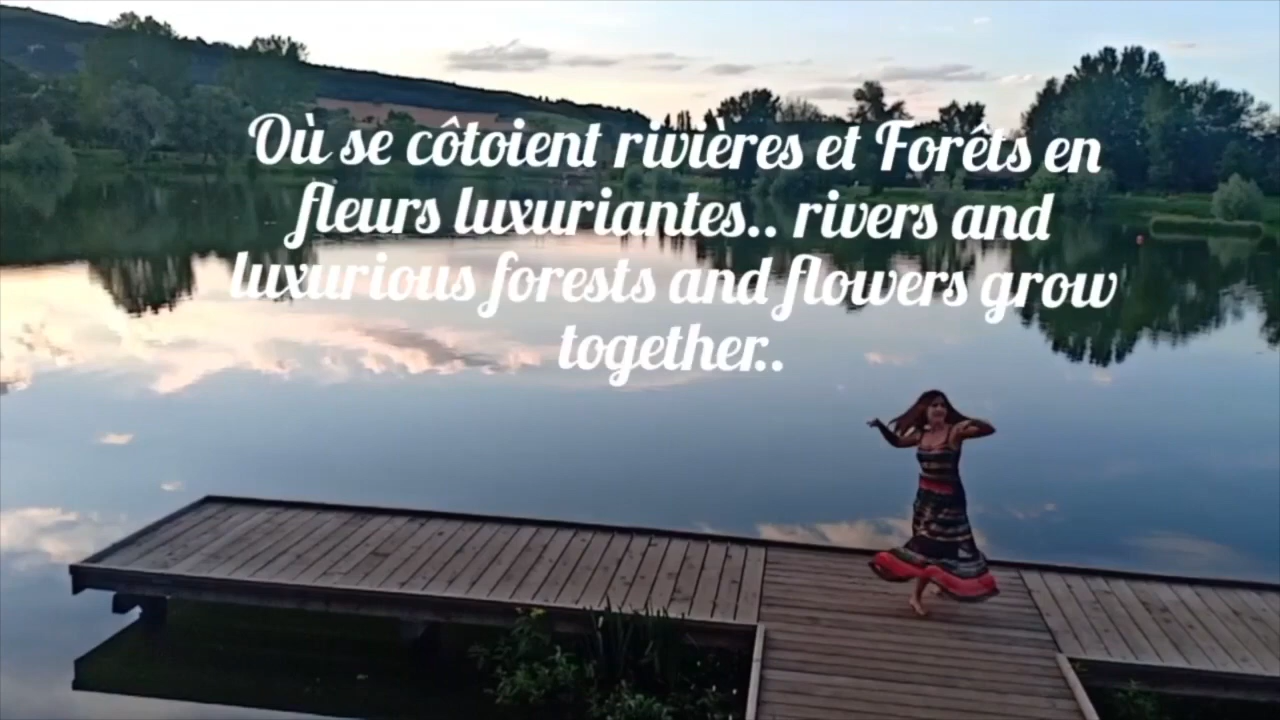 Où se côtoient rivières et Forêts en
fleurs luxuriantes.. rivers and
luxurious forests and flowers grow
together..